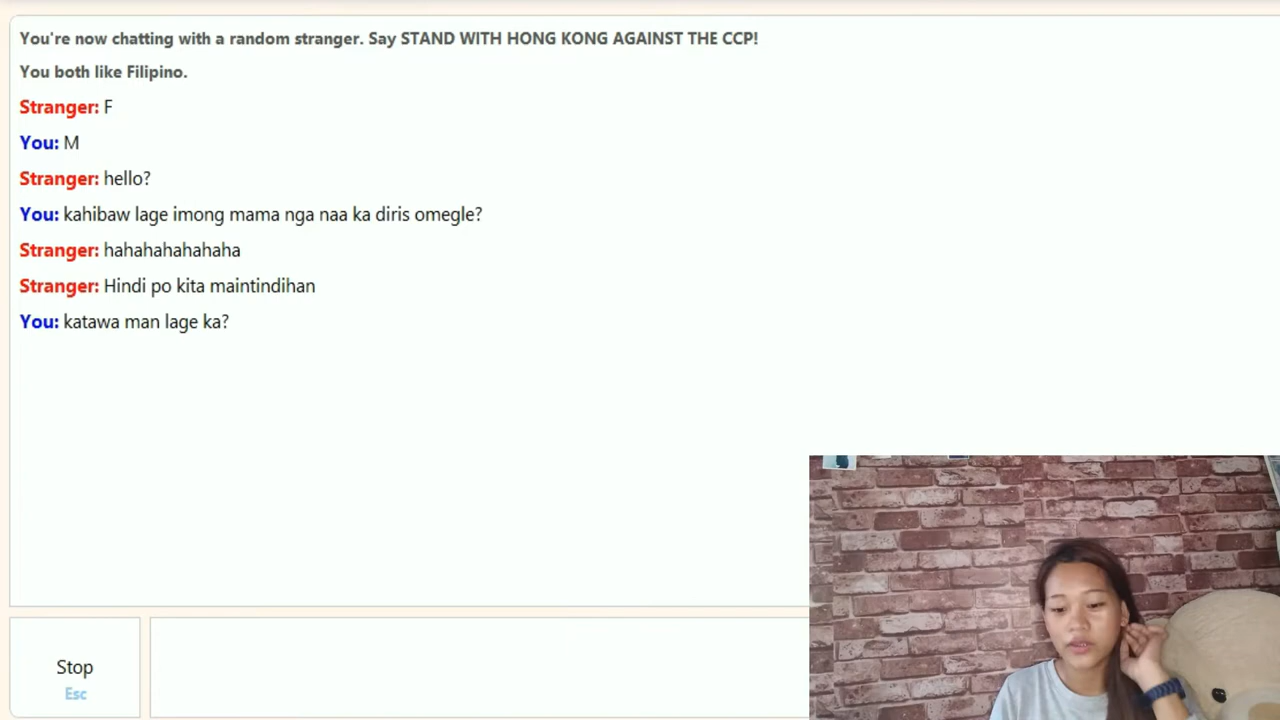 You're now chatting with a random stranger. Say STAND WITH HONG KONG AGAINST THE CCP!
You both like Filipino.
Stranger: F
You: M
Stranger: hello?
You: kahibaw lage imong mama nga naa ka diris omegle?
Stranger: hahahahahahaha
Stranger: Hindi po kita maintindihan
You: katawa man lage ka?
Stop
Esc